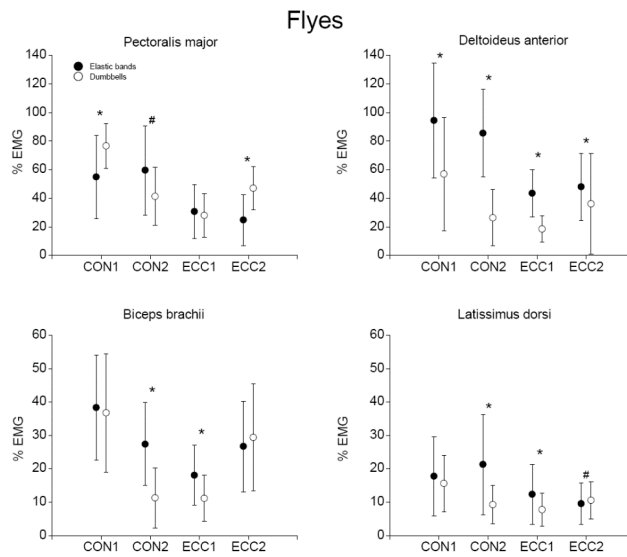 Flyes
Pectoralis major
Elastic bands
Dumbbells
% EMG
140
120
100
80
60
40
20
0
*
#
*
CON1 CON2 ECC1 ECC2
Deltoideus anterior
% EMG
140
120
100
80
60
40
20
0
*
*
*
*
CON1 CON2 ECC1 ECC2
Biceps brachii
% EMG
60
50
40
30
20
10
0
*
*
CON1 CON2 ECC1 ECC2
Latissimus dorsi
% EMG
60
50
40
30
20
10
0
*
*
#
CON1 CON2 ECC1 ECC2